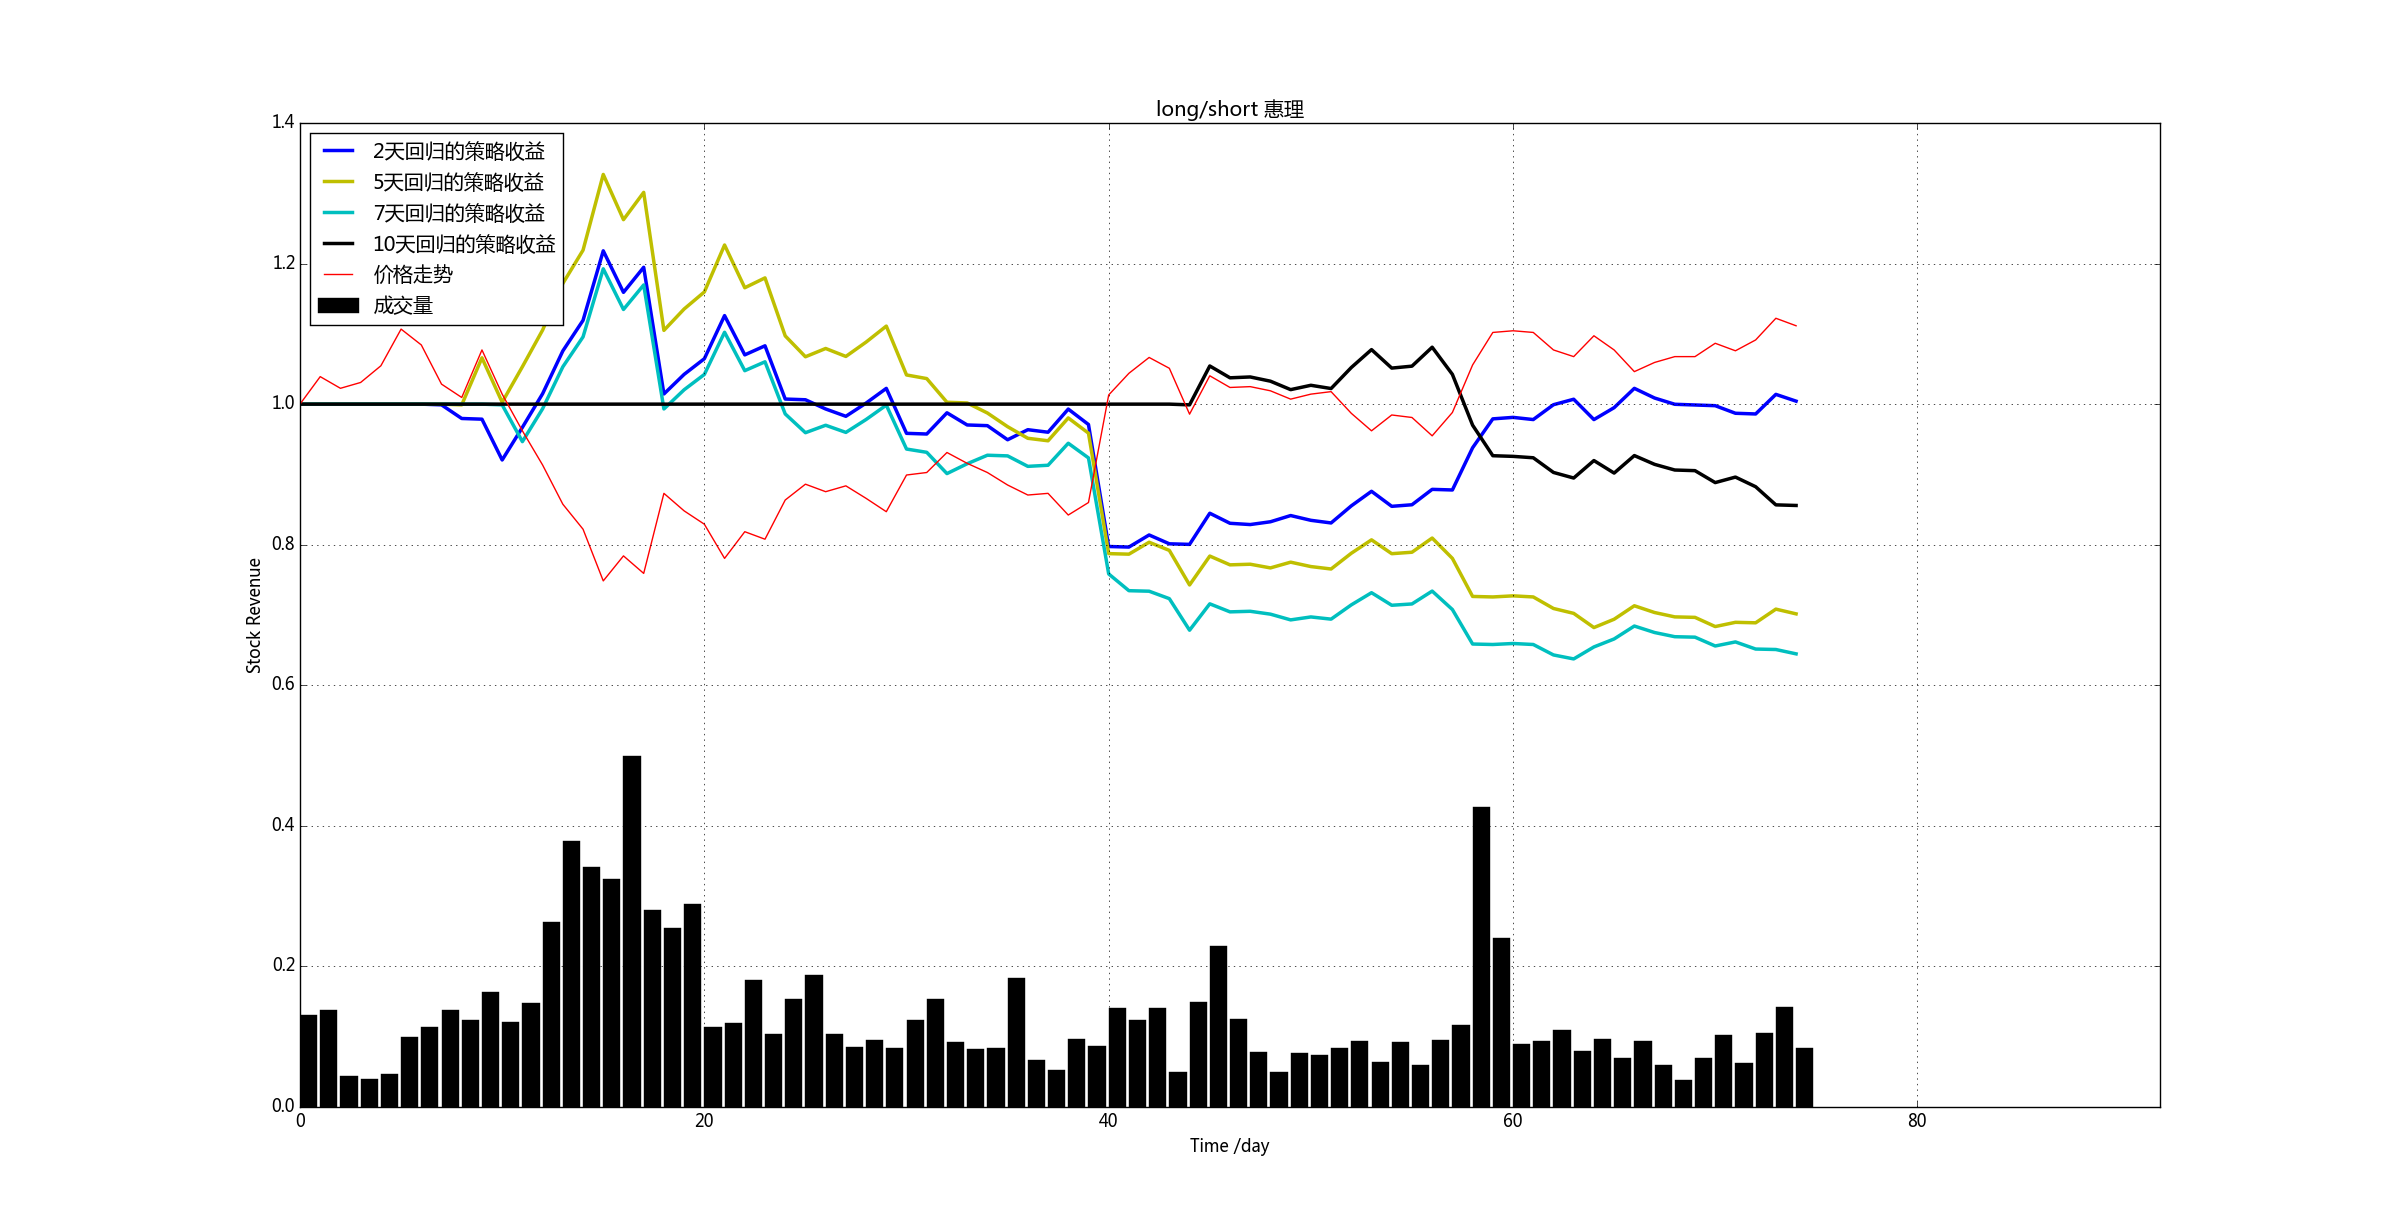 long/short 惠理
1.4
1.2
1.0
0.8
0.6
0.4
0.2
0.0
2天回归的策略收益
5天回归的策略收益
7天回归的策略收益
10天回归的策略收益
价格走势
成交量
Stock Revenue
0
20
40
60
80
Time /day